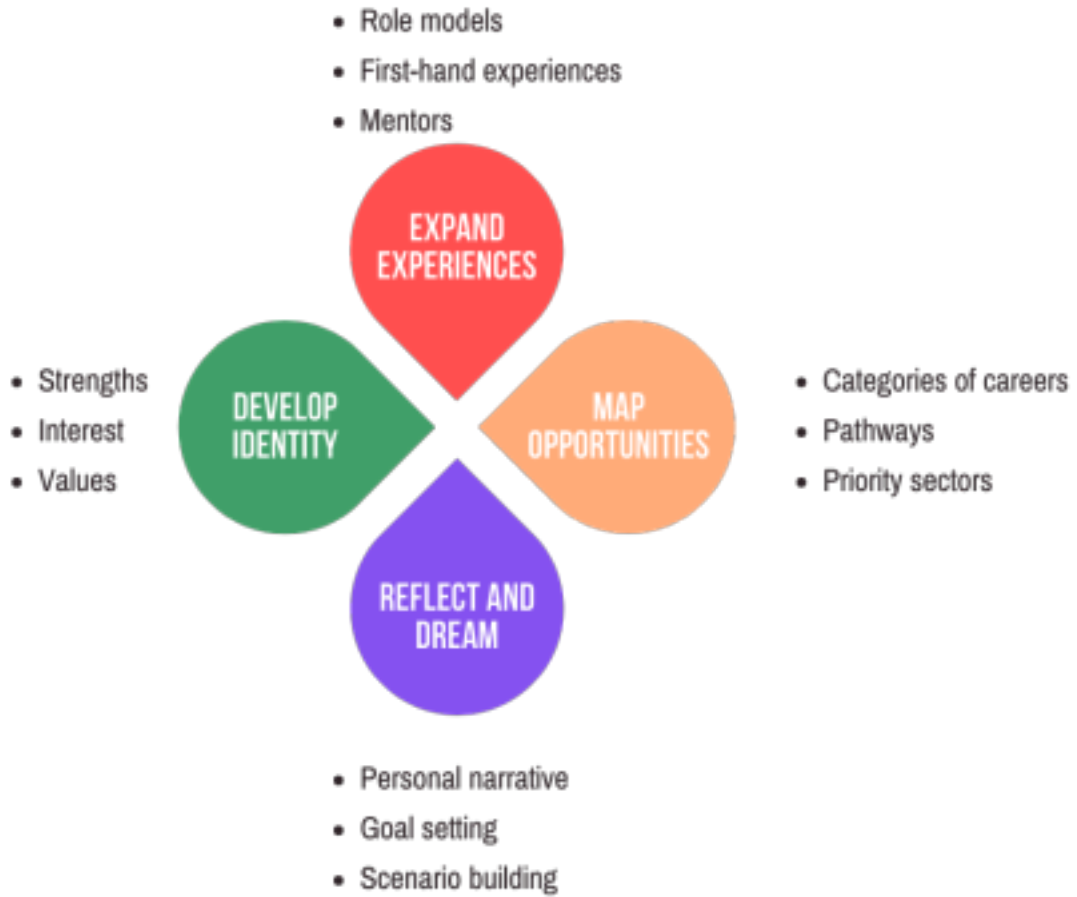 • Role models
• First-hand experiences
• Mentors
EXPAND
EXPERIENCES
• Strengths
• Interest
• Values
DEVELOP
IDENTITY
MAP
OPPORTUNITIES
• Categories of careers
• Pathways
• Priority sectors
REFLECT AND
DREAM
• Personal narrative
• Goal setting
• Scenario building